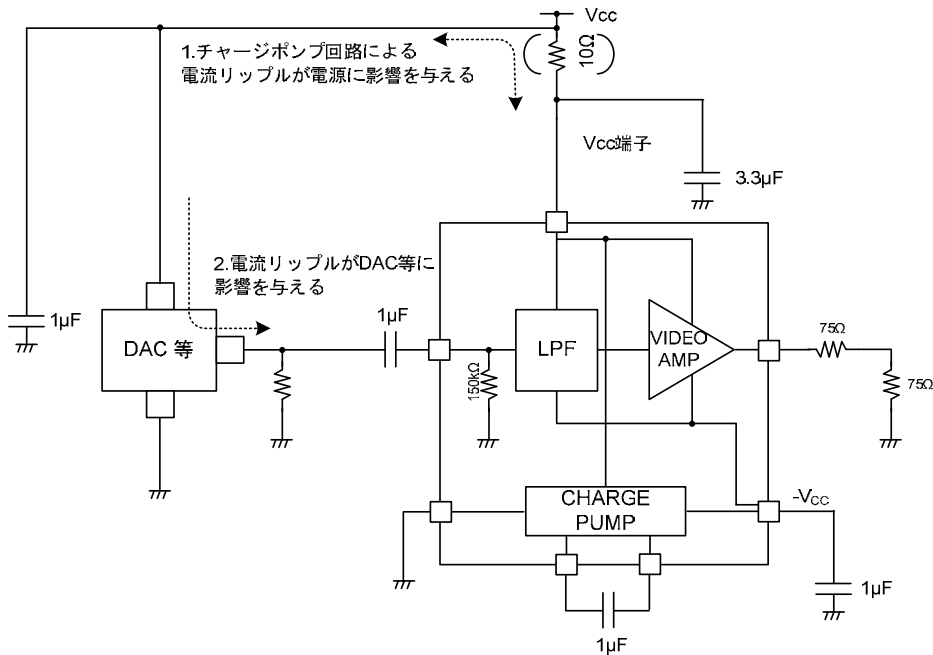 Vcc
10Ω
1.チャージポンプ回路による
電流リップルが電源に影響を与える
Vcc端子
3.3μF
2.電流リップルがDAC等に
影響を与える
1μF
1μF
DAC 等
150kΩ
LPF
VIDEO
AMP
75Ω
75Ω
CHARGE
PUMP
-VCC
1μF
1μF